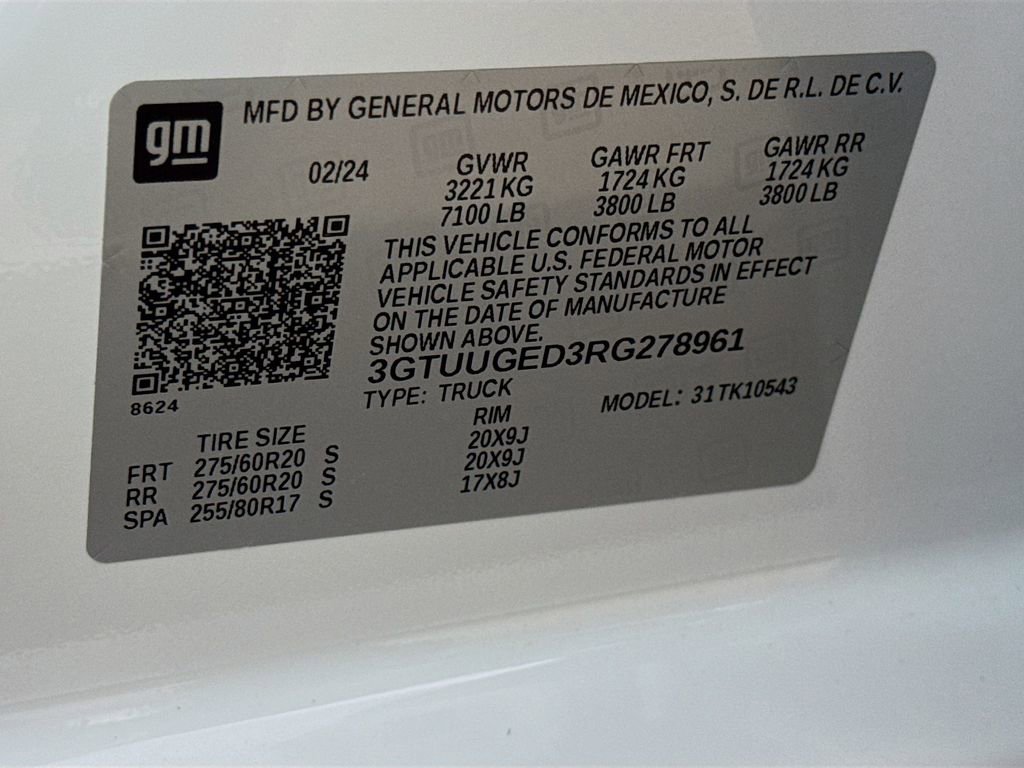 gm
MFD BY GENERAL MOTORS DE MEXICO, S. DE R.L. DE C.V.
02/24
GVWR
3221 KG
7100 LB
GAWR FRT
1724 KG
3800 LB
GAWR RR
1724 KG
3800 LB
THIS VEHICLE CONFORMS TO ALL
APPLICABLE U.S. FEDERAL MOTOR
VEHICLE SAFETY STANDARDS IN EFFECT
ON THE DATE OF MANUFACTURE
SHOWN ABOVE.
3GTUUGED3RG278961
TYPE: TRUCK
MODEL: 31TK10543
8624
TIRE SIZE RIM
FRT 275/60R20 S 20X9J
RR 275/60R20 S 20X9J
SPA 255/80R17 S 17X8J